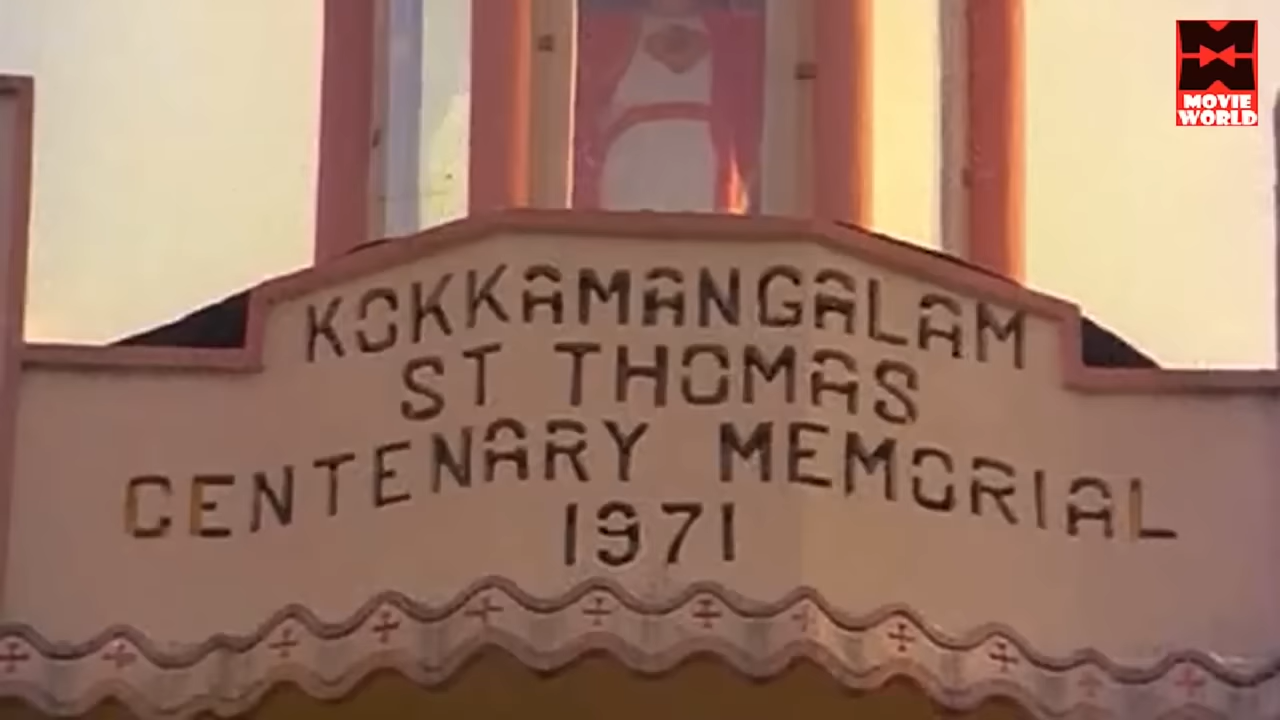 MOVIE
WORLD
KOKKAMANGALAM
ST THOMAS
CENTENARY MEMORIAL
1971